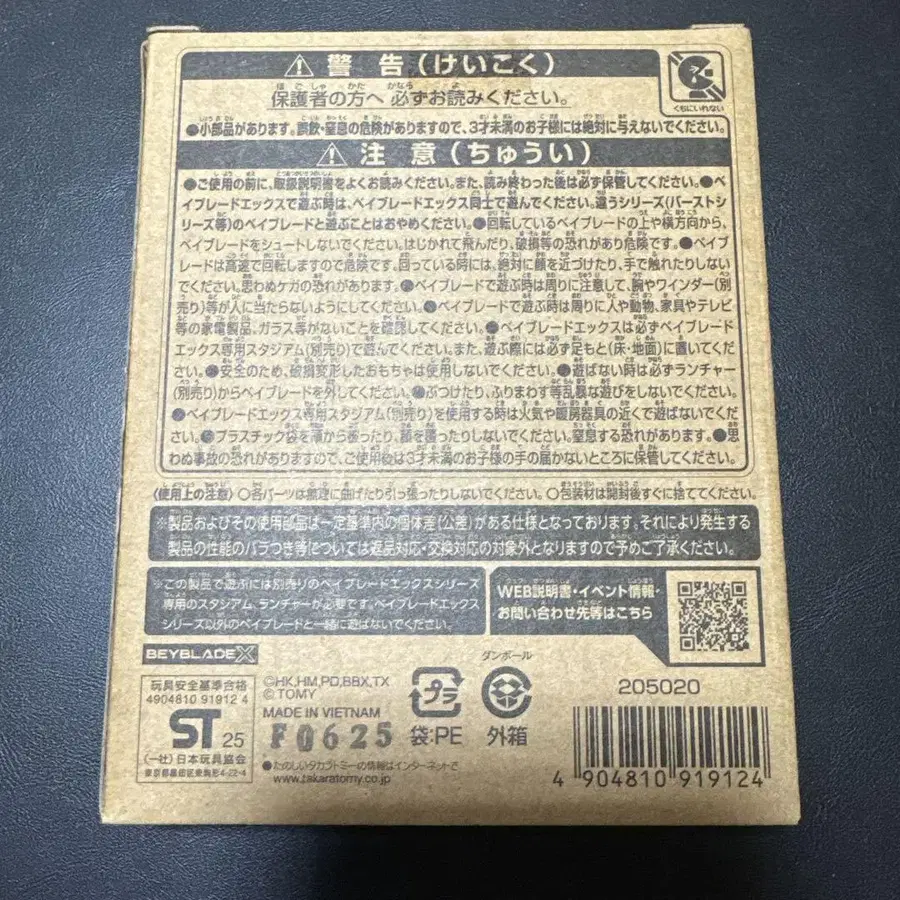 ⚠ 警告(けいこく)
くちにいれない
保護者の方へ 必ずお読みください。
●小部品があります。誤飲・窒息の危険がありますので、3才未満のお子様には絶対に与えないでください。
⚠ 注意(ちゅうい)
●ご使用の前に、取扱説明書をよくお読みください。また、読み終わった後は必ず保管してください。●ベ
イブレードエックスで遊ぶ時は、ベイブレードエックス同士で遊んでください。違うシリーズ(バーストシ
リーズ等)のベイブレードと遊ぶことはおやめください。●回転しているベイブレードの上や横方向から、
ベイブレードをシュートしないでください。はじかれて飛んだり、破損等の恐れがあり危険です。●ベイブ
レードは高速で回転しますので危険です。回っている時には、絶対に顔を近づけたり、手で触れたりしない
でください。思わぬケガの恐れがあります。●ベイブレードで遊ぶ時は周りに注意して、腕やワインダー(別
売り)等が人に当たらないようにしてください。●ベイブレードで遊ぶ時は周りに人や動物、家具やテレビ
等の家電製品、ガラス等がないことを確認してください。●ベイブレードエックスは必ずベイブレード
エックス専用スタジアム(別売り)で遊んでください。また、遊ぶ際には必ず足もと(床・地面)に置いてくだ
さい。●安全のため、破損変形したおもちゃは使用しないでください。●遊ばない時は必ずランチャー
(別売り)からベイブレードを外してください。●ぶつけたり、ふりまわす等乱暴な遊びをしないでください。
●ベイブレードエックス専用スタジアム(別売り)を使用する時は火気や暖房器具の近くで遊ばないでくだ
さい。●プラスチック袋を頭から被ったり、顔を覆ったりしないでください。窒息する恐れがあります。●思
わぬ事故の恐れがありますので、ご使用後は3才未満のお子様の手の届かないところに保管してください。
〈使用上の注意〉○各パーツは無理に曲げたり引っ張ったりしないでください。○包装材は開封後すぐに捨ててください。
※製品およびその使用部品は一定基準内の個体差(公差)がある仕様となっております。それにより発生する
製品の性能のバラつき等については返品対応・交換対応の対象外となりますので予めご了承ください。
※この製品で遊ぶには別売りのベイブレードエックスシリーズ
専用のスタジアム、ランチャーが必要です。ベイブレードエックス
シリーズ以外のベイブレードと一緒に遊ばないでください。
WEB説明書・イベント情報・
お問い合わせ先等はこちら
BEYBLADE X
玩具安全基準合格
4904810 91912 4
ST 25
(一社)日本玩具協会
東京都墨田区東駒形4-22-4
©HK,HM,PD,BBX,TX
© TOMY
MADE IN VIETNAM
F0625
●たのしいタカラトミーの情報はインターネットで
www.takaratomy.co.jp
プラ
袋:PE
ダンボール
外箱
205020
4 904810 919124